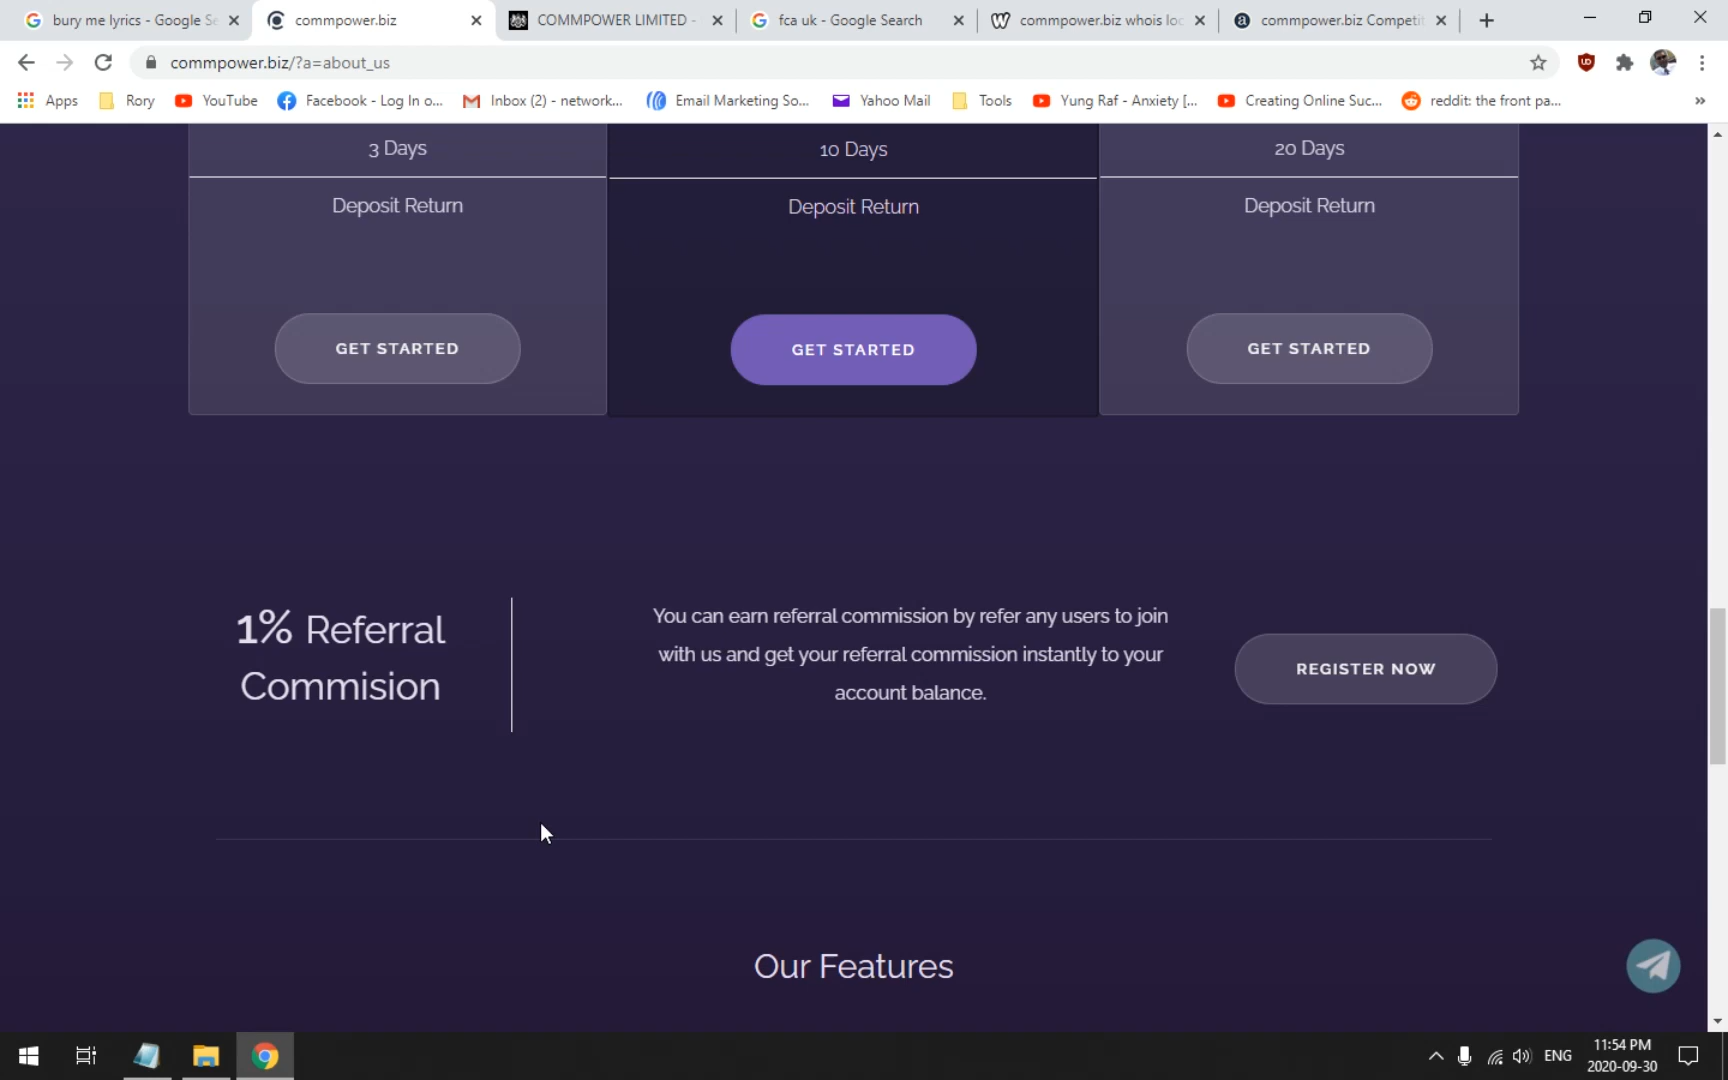 bury me lyrics - Google Se
commpower.biz
COMMPOWER LIMITED -
fca uk - Google Search
commpower.biz whois loo
commpower.biz Competit
commpower.biz/?a=about_us
Apps
Rory
YouTube
Facebook - Log In o...
Inbox (2) - network...
Email Marketing So...
Yahoo Mail
Tools
Yung Raf - Anxiety [...
Creating Online Suc...
reddit: the front pa...
»
3 Days
10 Days
20 Days
Deposit Return
Deposit Return
Deposit Return
GET STARTED
GET STARTED
GET STARTED
1% Referral
Commision
You can earn referral commission by refer any users to join
with us and get your referral commission instantly to your
account balance.
REGISTER NOW
Our Features
ENG
11:54 PM
2020-09-30